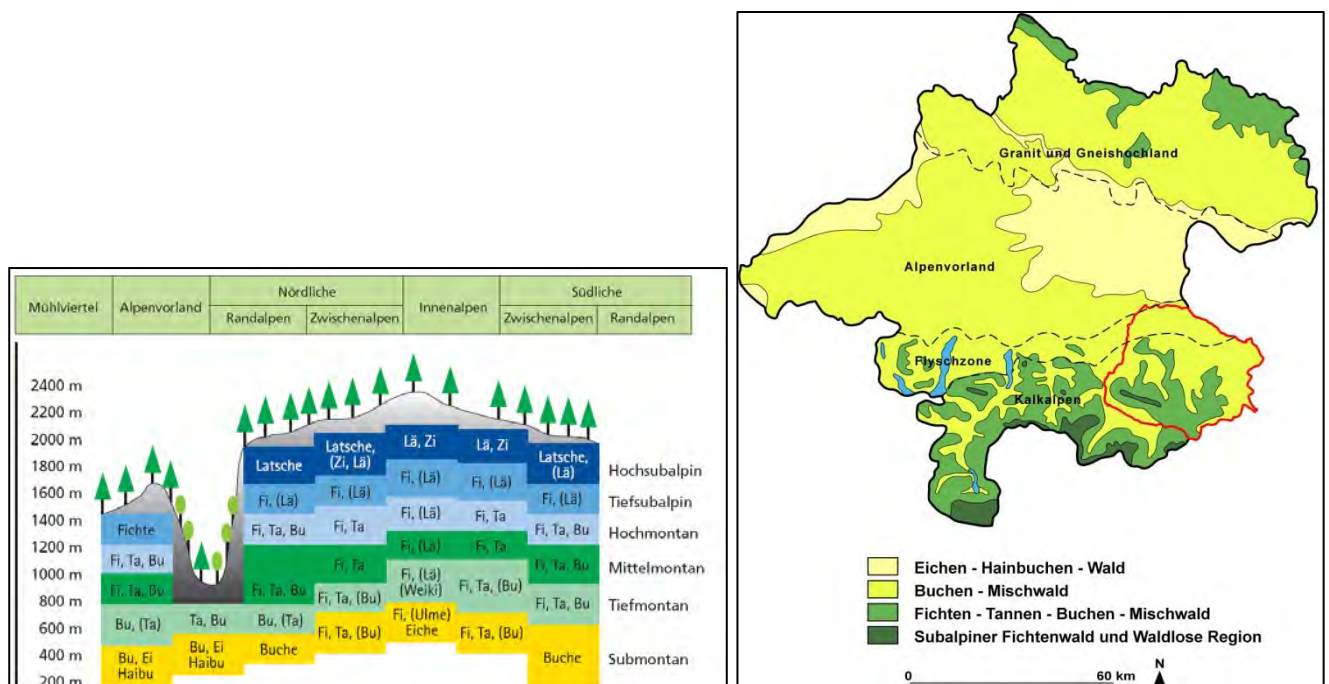 Mühlviertel Alpenvorland Nördliche Innenalpen Südliche
Randalpen Zwischenalpen Zwischenalpen Randalpen
2400 m
2200 m
2000 m
1800 m
1600 m
1400 m
1200 m
1000 m
800 m
600 m
400 m
200 m
Fichte
Fi, Ta, Bu
Fi, Ta, Bu
Bu, (Ta)
Bu, Ei
Haibu
Ta, Bu
Bu, Ei
Haibu
Latsche
Fi, (Lä)
Fi, Ta, Bu
Fi, Ta, Bu
Bu, (Ta)
Buche
Latsche,
(Zi, Lä)
Fi, (Lä)
Fi, Ta
Fi, Ta
Fi, Ta, (Bu)
Fi, Ta, (Bu)
Lä, Zi
Fi, (Lä)
Fi, (Lä)
Fi, (Lä)
Fi, (Lä)
(Weiki)
Fi, (Ulme)
Eiche
Lä, Zi
Fi, (Lä)
Fi, Ta
Fi, Ta
Fi, Ta, (Bu)
Fi, Ta, (Bu)
Latsche,
(Lä)
Fi, (Lä)
Fi, Ta, Bu
Fi, Ta, Bu
Fi, Ta, Bu
Buche
Hochsubalpin
Tiefsubalpin
Hochmontan
Mittelmontan
Tiefmontan
Submontan
Granit und Gneishochland
Alpenvorland
Flyschzone
Kalkalpen
Eichen - Hainbuchen - Wald
Buchen - Mischwald
Fichten - Tannen - Buchen - Mischwald
Subalpiner Fichtenwald und Waldlose Region
0 60 km N